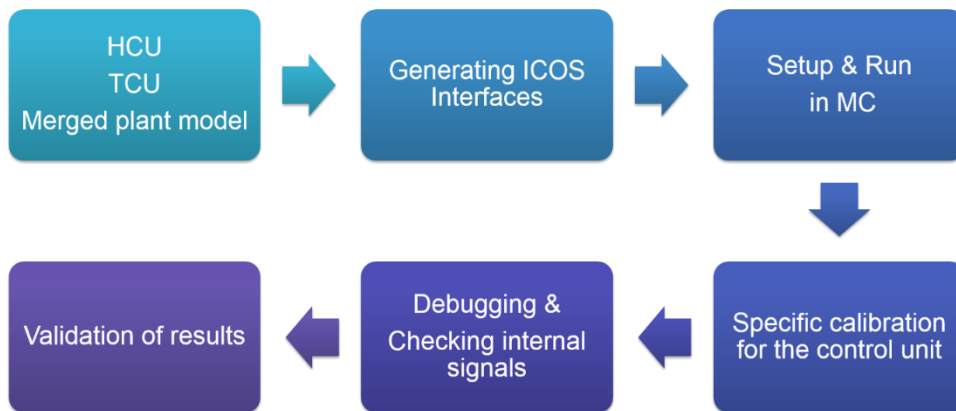 HCU
TCU
Merged plant model
Generating ICOS
Interfaces
Setup & Run
in MC
Specific calibration
for the control unit
Debugging &
Checking internal
signals
Validation of results